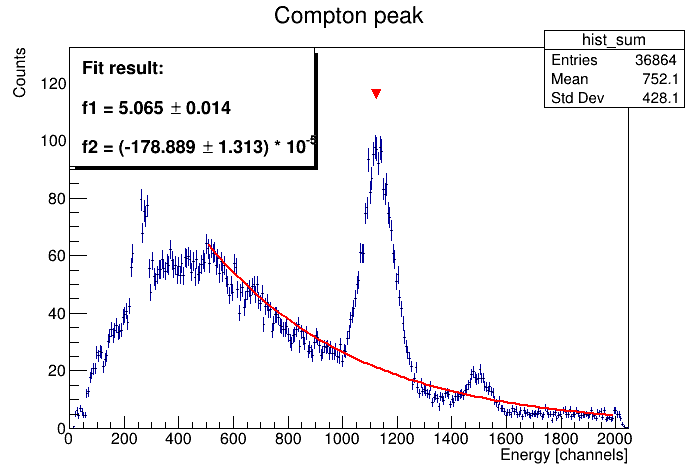 Compton peak
hist_sum
Entries 36864
Mean 752.1
Std Dev 428.1
Counts
Fit result:
f1 = 5.065 ± 0.014
f2 = (-178.889 ± 1.313) * 10^-5
120
100
80
60
40
20
0
0 200 400 600 800 1000 1200 1400 1600 1800 2000
Energy [channels]